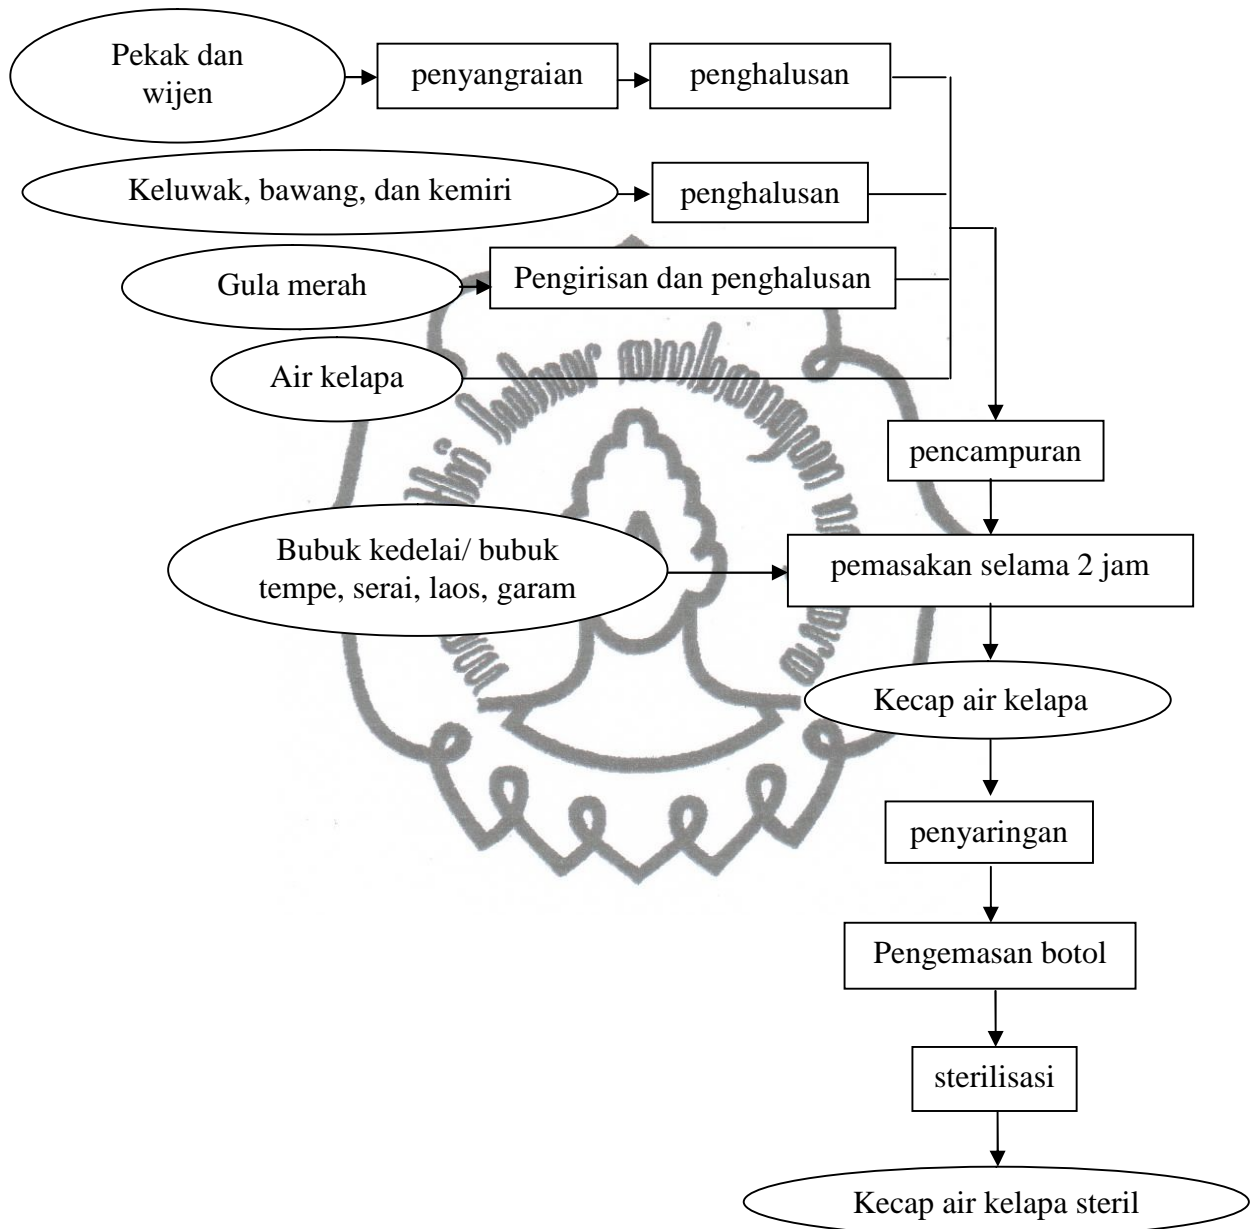 Pekak dan
wijen
penyangraian
penghalusan
Keluwak, bawang, dan kemiri
penghalusan
Gula merah
Pengirisan dan penghalusan
Air kelapa
pencampuran
Bubuk kedelai/ bubuk
tempe, serai, laos, garam
pemasakan selama 2 jam
Kecap air kelapa
penyaringan
Pengemasan botol
sterilisasi
Kecap air kelapa steril